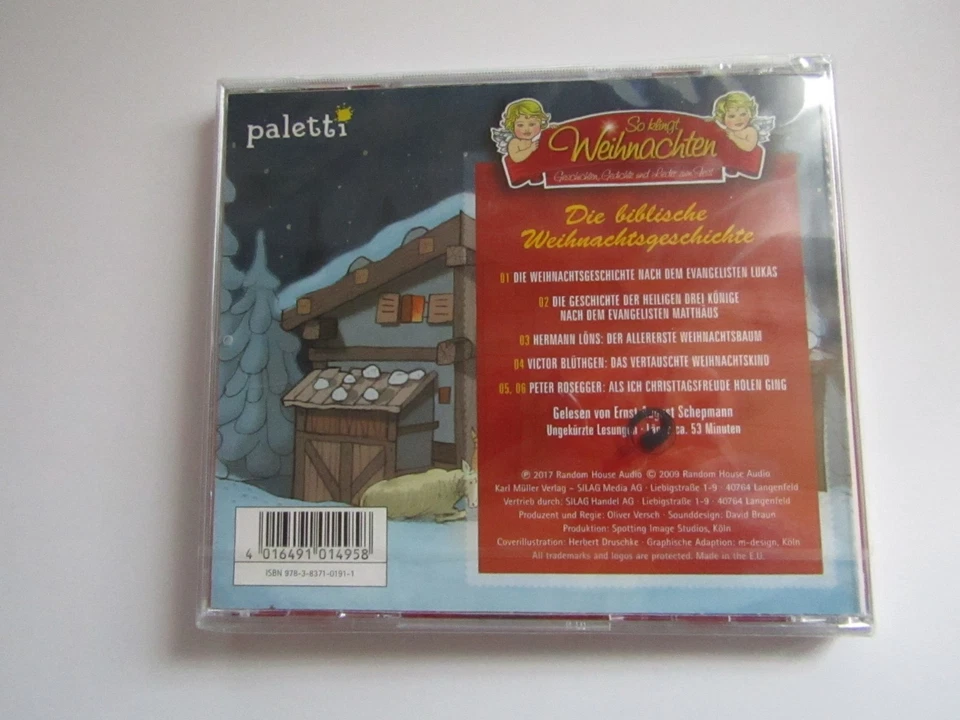 paletti
So klingt
Weihnachten
Geschichten, Gedichte und Lieder zum Fest
Die biblische
Weihnachtsgeschichte
01 DIE WEIHNACHTSGESCHICHTE NACH DEM EVANGELISTEN LUKAS
02 DIE GESCHICHTE DER HEILIGEN DREI KÖNIGE
NACH DEM EVANGELISTEN MATTHÄUS
03 HERMANN LÖNS: DER ALLERERSTE WEIHNACHTSBAUM
04 VICTOR BLÜTHGEN: DAS VERTAUSCHTE WEIHNACHTSKIND
05, 06 PETER ROSEGGER: ALS ICH CHRISTTAGSFREUDE HOLEN GING
Gelesen von Ernst August Schepmann
Ungekürzte Lesungen · ca. 53 Minuten
℗ 2017 Random House Audio © 2009 Random House Audio
Karl Müller Verlag – SILAG Media AG · Liebigstraße 1-9 · 40764 Langenfeld
Vertrieb durch: SILAG Handel AG · Liebigstraße 1-9 · 40764 Langenfeld
Produzent und Regie: Oliver Versch · Sounddesign: David Braun
Produktion: Spotting Image Studios, Köln
Coverillustration: Herbert Druschke · Graphische Adaption: m-design, Köln
All trademarks and logos are protected. Made in the E.U.
4 016491 014958
ISBN 978-3-8371-0191-1